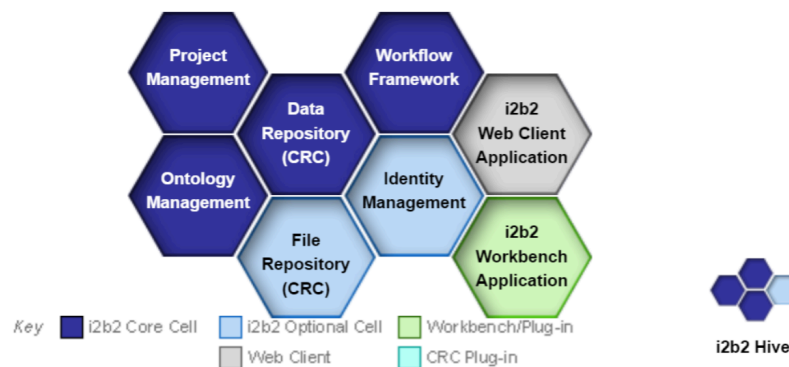 Project
Management
Workflow
Framework
Data
Repository
(CRC)
i2b2
Web Client
Application
Ontology
Management
Identity
Management
File
Repository
(CRC)
i2b2
Workbench
Application
Key
i2b2 Core Cell
i2b2 Optional Cell
Workbench/Plug-in
Web Client
CRC Plug-in
i2b2 Hive